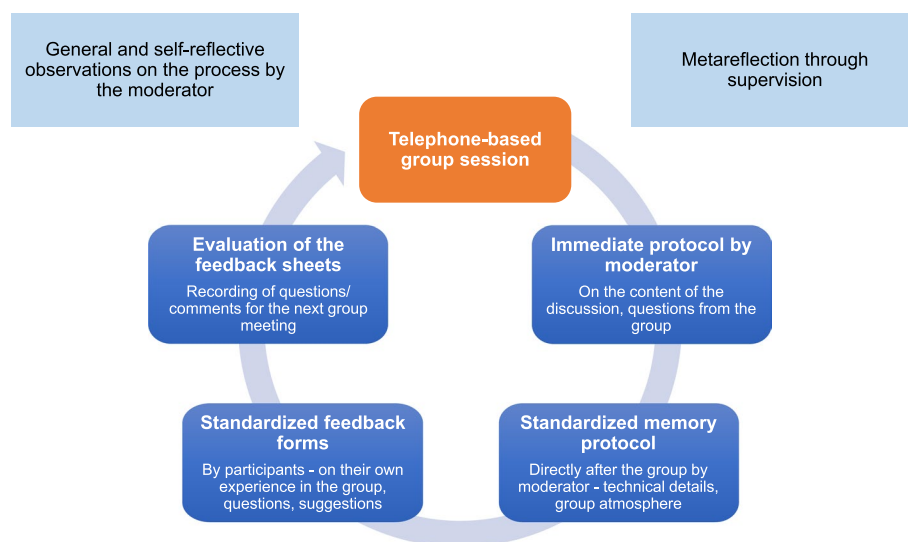 General and self-reflective
observations on the process by
the moderator
Metareflection through
supervision
Telephone-based
group session
Evaluation of the
feedback sheets
Recording of questions/
comments for the next group
meeting
Immediate protocol by
moderator
On the content of the
discussion, questions from the
group
Standardized feedback
forms
By participants - on their own
experience in the group,
questions, suggestions
Standardized memory
protocol
Directly after the group by
moderator - technical details,
group atmosphere